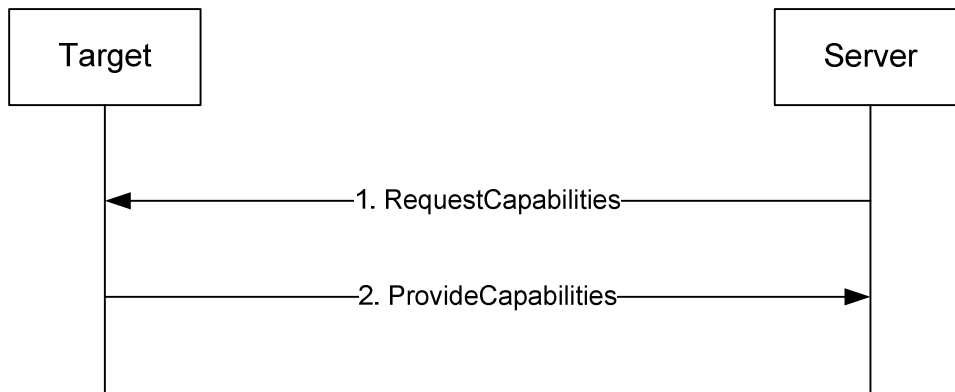 Target
Server
1. RequestCapabilities
2. ProvideCapabilities